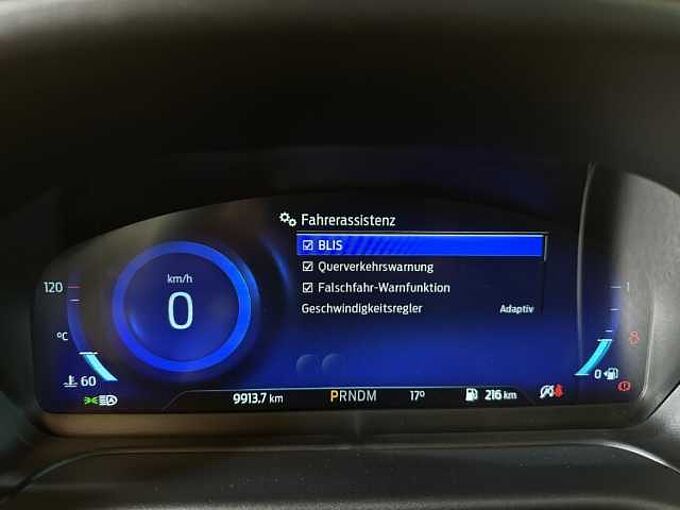 Fahrerassistenz
BLIS
Querverkehrswarnung
Falschfahr-Warnfunktion
Geschwindigkeitsregler Adaptiv
km/h
0
120
°C
60
1
0
9913.7 km PRNDM 17° 216 km